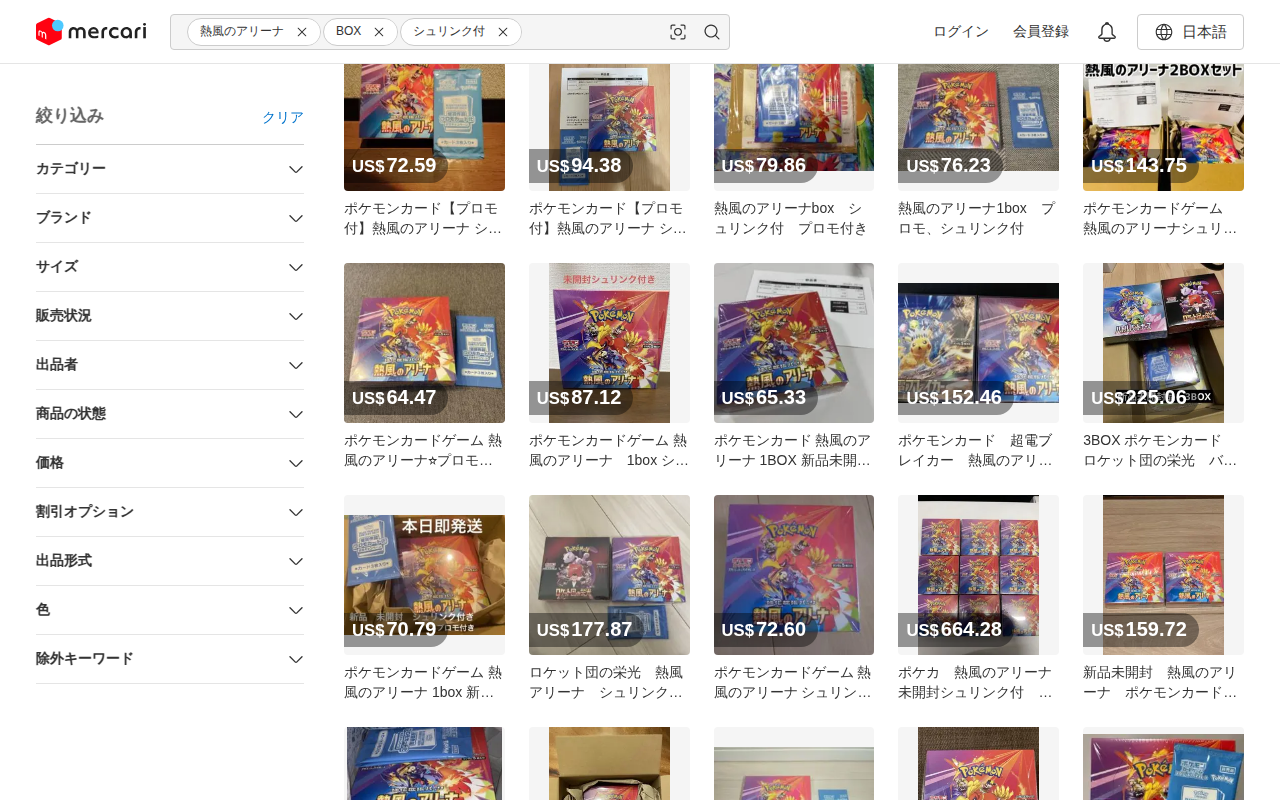 mercari
熱風のアリーナ BOX シュリンク付
ログイン 会員登録 日本語
絞り込み クリア
カテゴリー
ブランド
サイズ
販売状況
出品者
商品の状態
価格
割引オプション
出品形式
色
除外キーワード
熱風のアリーナ2BOXセット
US$72.59 US$94.38 US$79.86 US$76.23 US$143.75
ポケモンカード【プロモ
付】熱風のアリーナ シ…
ポケモンカード【プロモ
付】熱風のアリーナ シ…
熱風のアリーナbox　シ
ュリンク付　プロモ付き
熱風のアリーナ1box　プ
ロモ、シュリンク付
ポケモンカードゲーム
熱風のアリーナシュリ…
未開封シュリンク付き
US$64.47 US$87.12 US$65.33 US$152.46 US$225.06
ポケモンカードゲーム 熱
風のアリーナ⭐︎プロモ…
ポケモンカードゲーム 熱
風のアリーナ　1box シ…
ポケモンカード 熱風のア
リーナ 1BOX 新品未開…
ポケモンカード　超電ブ
レイカー　熱風のアリ…
3BOX ポケモンカード
ロケット団の栄光　バ…
本日即発送
新品　未開封　シュリンク付き
プロモ付き
US$70.79 US$177.87 US$72.60 US$664.28 US$159.72
ポケモンカードゲーム 熱
風のアリーナ 1box 新…
ロケット団の栄光　熱風
アリーナ　シュリンク…
ポケモンカードゲーム 熱
風のアリーナ シュリン…
ポケカ　熱風のアリーナ
未開封シュリンク付　…
新品未開封　熱風のアリ
ーナ　ポケモンカード…